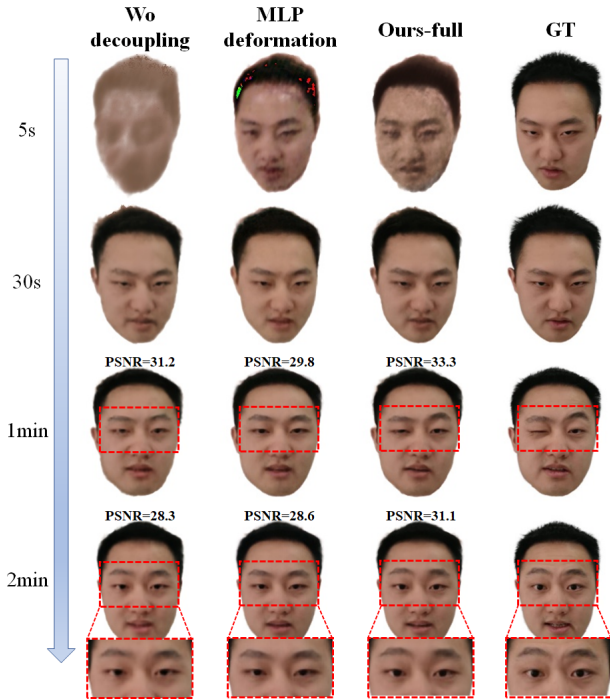 Wo
decoupling
MLP
deformation
Ours-full
GT
5s
30s
PSNR=31.2
PSNR=29.8
PSNR=33.3
1min
PSNR=28.3
PSNR=28.6
PSNR=31.1
2min